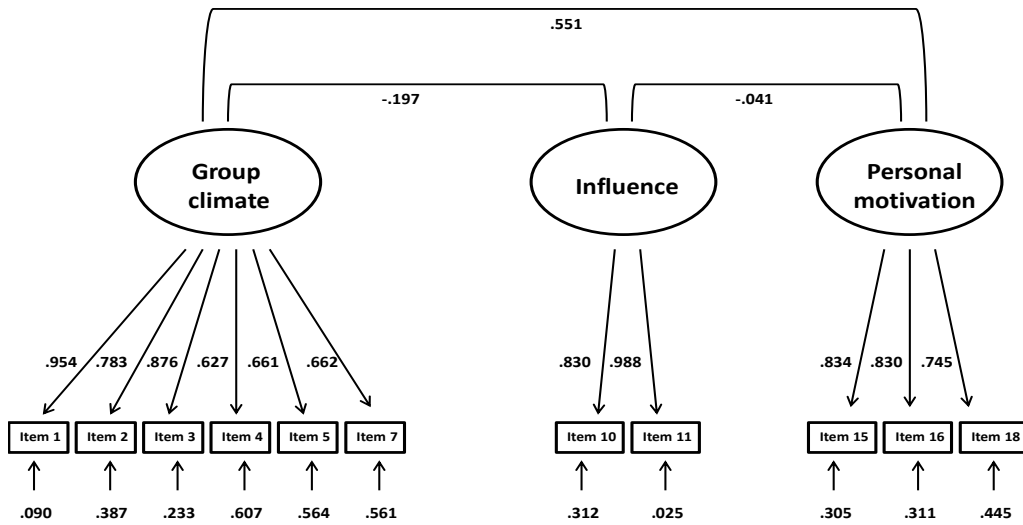 .551
-.197 -.041
Group climate
Influence
Personal motivation
.954 .783 .876 .627 .661 .662 .830 .988 .834 .830 .745
Item 1 Item 2 Item 3 Item 4 Item 5 Item 7 Item 10 Item 11 Item 15 Item 16 Item 18
.090 .387 .233 .607 .564 .561 .312 .025 .305 .311 .445